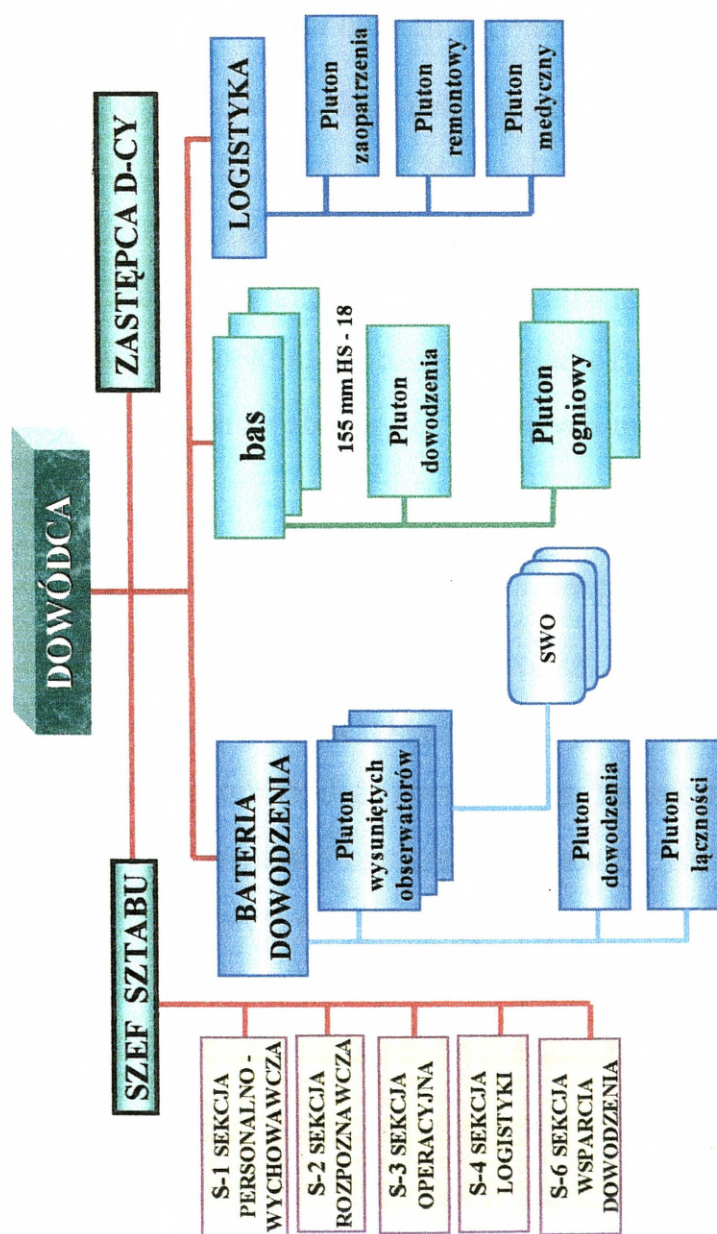 DOWÓDCA
SZEF SZTABU
ZASTĘPCA D-CY
S-1 SEKCJA
PERSONALNO -
WYCHOWAWCZA
S-2 SEKCJA
ROZPOZNAWCZA
S-3 SEKCJA
OPERACYJNA
S-4 SEKCJA
LOGISTYKI
S-6 SEKCJA
WSPARCIA
DOWODZENIA
BATERIA
DOWODZENIA
Pluton
wysuniętych
obserwatorów
SWO
Pluton
dowodzenia
Pluton
łączności
bas
155 mm HS - 18
Pluton
dowodzenia
Pluton
ogniowy
LOGISTYKA
Pluton
zaopatrzenia
Pluton
remontowy
Pluton
medyczny